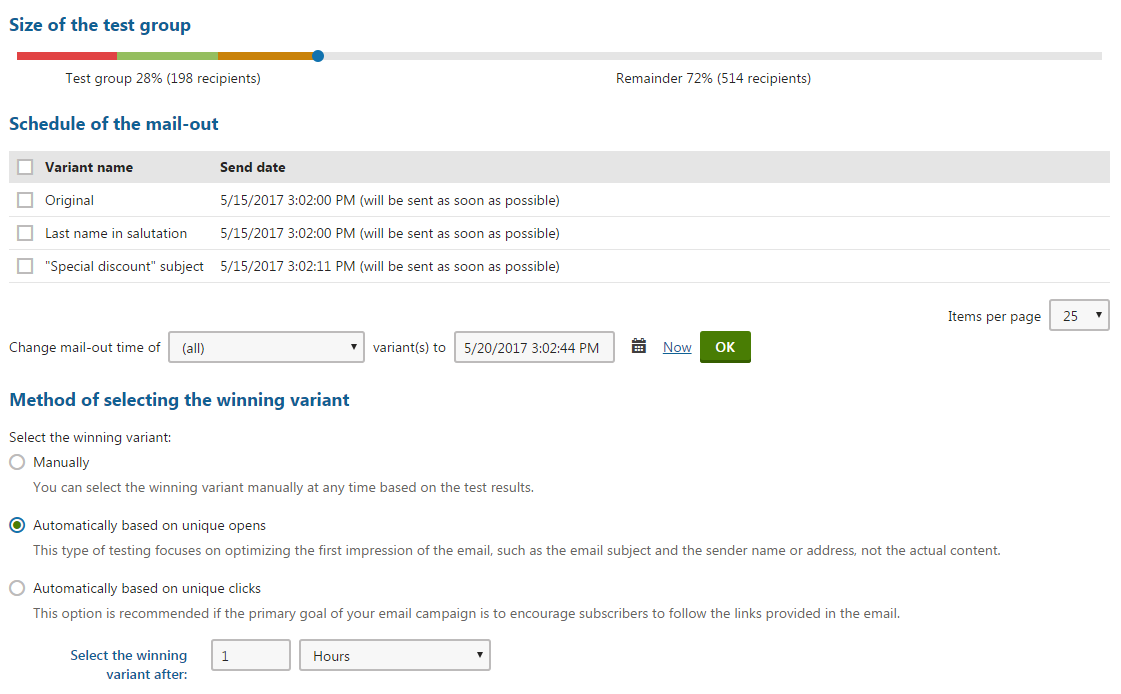 Size of the test group
Test group 28% (198 recipients) Remainder 72% (514 recipients)
Schedule of the mail-out
Variant name Send date
Original 5/15/2017 3:02:00 PM (will be sent as soon as possible)
Last name in salutation 5/15/2017 3:02:00 PM (will be sent as soon as possible)
"Special discount" subject 5/15/2017 3:02:11 PM (will be sent as soon as possible)
Items per page 25
Change mail-out time of (all) variant(s) to 5/20/2017 3:02:44 PM Now OK
Method of selecting the winning variant
Select the winning variant:
Manually
You can select the winning variant manually at any time based on the test results.
Automatically based on unique opens
This type of testing focuses on optimizing the first impression of the email, such as the email subject and the sender name or address, not the actual content.
Automatically based on unique clicks
This option is recommended if the primary goal of your email campaign is to encourage subscribers to follow the links provided in the email.
Select the winning 1 Hours
variant after: